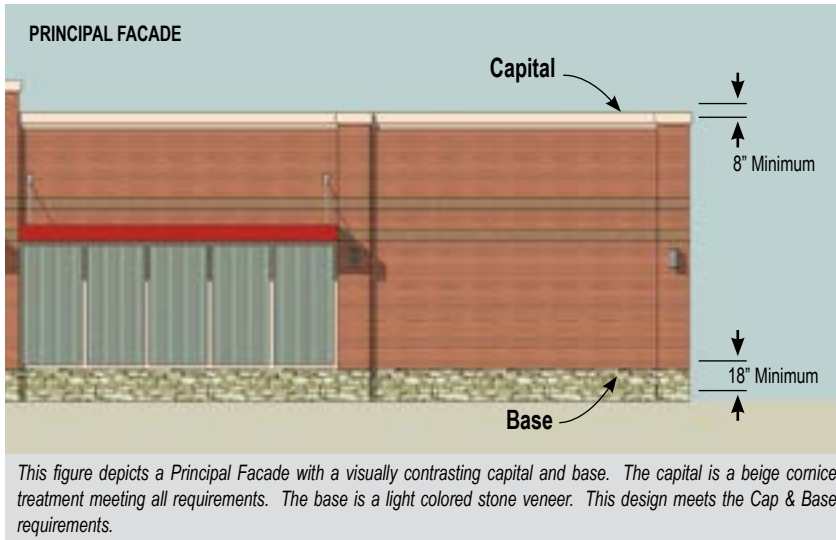 PRINCIPAL FACADE
Capital
8" Minimum
18" Minimum
Base
This figure depicts a Principal Facade with a visually contrasting capital and base. The capital is a beige cornice
treatment meeting all requirements. The base is a light colored stone veneer. This design meets the Cap & Base
requirements.